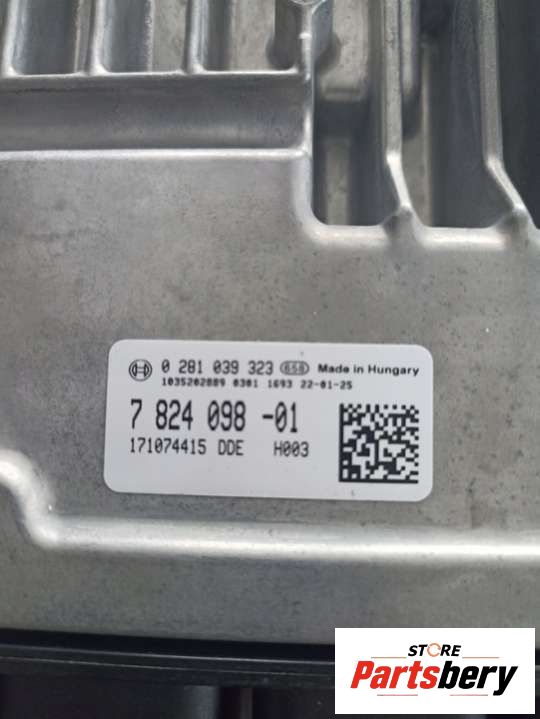 0 281 039 323 656 Made in Hungary
1035202889 0301 1693 22-01-25
7 824 098 -01
171074415 DDE H003
STORE
Partsbery